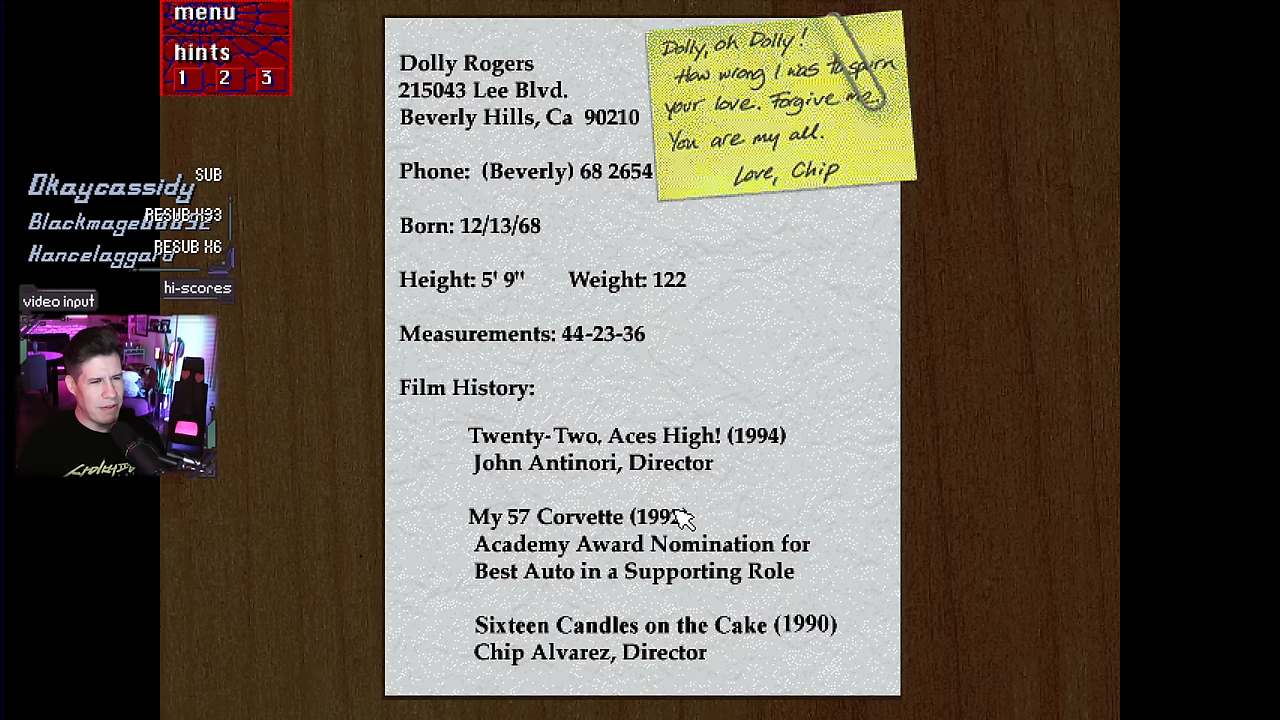 menu
hints
1 2 3
Dolly Rogers
215043 Lee Blvd.
Beverly Hills, Ca 90210
Phone: (Beverly) 68 2654
Born: 12/13/68
Height: 5' 9" Weight: 122
Measurements: 44-23-36
Film History:
Twenty-Two, Aces High! (1994)
John Antinori, Director
My 57 Corvette
Academy Award Nomination for
Best Auto in a Supporting Role
Sixteen Candles on the Cake (1990)
Chip Alvarez, Director
Dolly, oh Dolly!
How wrong I was to spurn
your love. Forgive me.
You are my all.
Love, Chip
Okaycassidy SUB
RESUB X33
Kancelaggard RESUB X6
hi-scores
video input